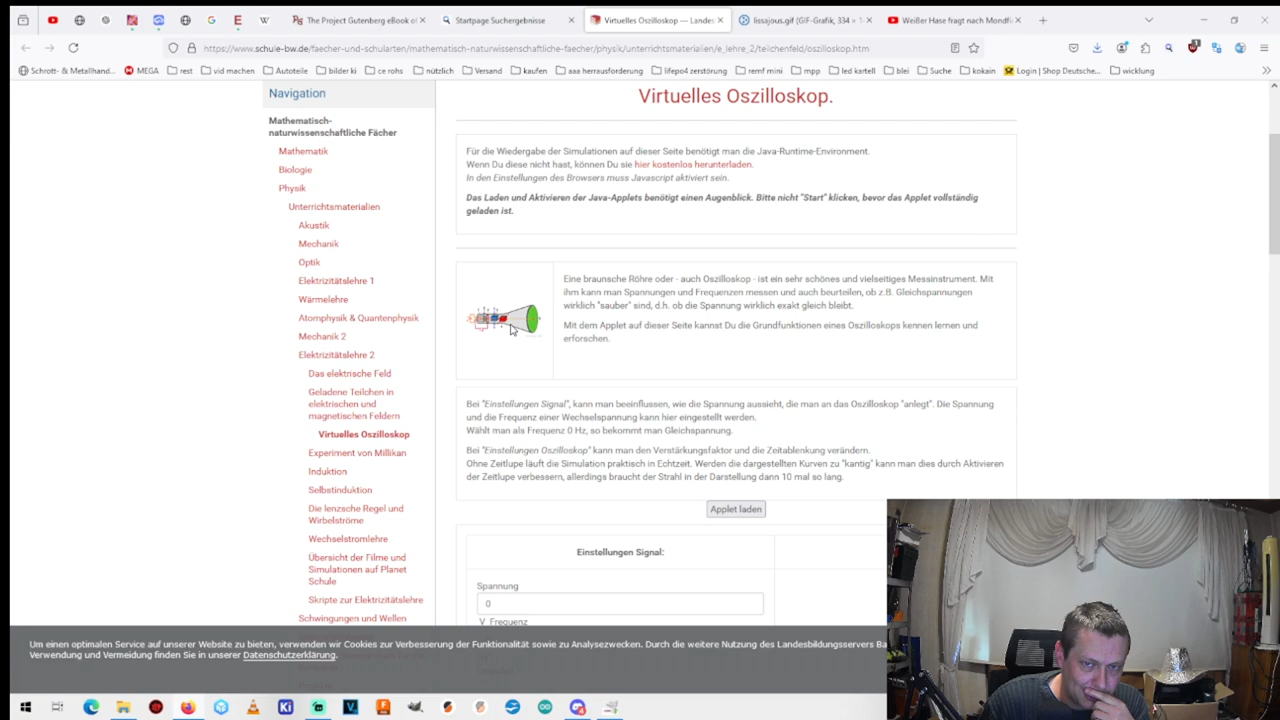 The Project Gutenberg eBook of
Startpage Suchergebnisse
Virtuelles Oszilloskop — Landes
lissajous.gif (GIF-Grafik, 334 ×
Weißer Hase fragt nach Mondfi
https://www.schule-bw.de/faecher-und-schularten/mathematisch-naturwissenschaftliche-faecher/physik/unterrichtsmaterialien/e_lehre_2/teilchenfeld/oszilloskop.htm
Schrott- & Metallhand... MEGA rest vid machen Autoteile bilder ki ce rohs nützlich Versand kaufen aaa herrausforderung lifepo4 zerstörung remf mini mpp led kartell blei Suche kokain Login | Shop Deutsche... wicklung
Navigation
Mathematisch-
naturwissenschaftliche Fächer
Mathematik
Biologie
Physik
Unterrichtsmaterialien
Akustik
Mechanik
Optik
Elektrizitätslehre 1
Wärmelehre
Atomphysik & Quantenphysik
Mechanik 2
Elektrizitätslehre 2
Das elektrische Feld
Geladene Teilchen in
elektrischen und
magnetischen Feldern
Virtuelles Oszilloskop
Experiment von Millikan
Induktion
Selbstinduktion
Die lenzsche Regel und
Wirbelströme
Wechselstromlehre
Übersicht der Filme und
Simulationen auf Planet
Schule
Skripte zur Elektrizitätslehre
Schwingungen und Wellen
Virtuelles Oszilloskop.
Für die Wiedergabe der Simulationen auf dieser Seite benötigt man die Java-Runtime-Environment.
Wenn Du diese nicht hast, können Du sie hier kostenlos herunterladen.
In den Einstellungen des Browsers muss Javascript aktiviert sein.
Das Laden und Aktivieren der Java-Applets benötigt einen Augenblick. Bitte nicht "Start" klicken, bevor das Applet vollständig
geladen ist.
Eine braunsche Röhre oder - auch Oszilloskop - ist ein sehr schönes und vielseitiges Messinstrument. Mit
ihm kann man Spannungen und Frequenzen messen und auch beurteilen, ob z.B. Gleichspannungen
wirklich "sauber" sind, d.h. ob die Spannung wirklich exakt gleich bleibt.
Mit dem Applet auf dieser Seite kannst Du die Grundfunktionen eines Oszilloskops kennen lernen und
erforschen.
Bei "Einstellungen Signal", kann man beeinflussen, wie die Spannung aussieht, die man an das Oszilloskop "anlegt". Die Spannung
und die Frequenz einer Wechselspannung kann hier eingestellt werden.
Wählt man als Frequenz 0 Hz, so bekommt man Gleichspannung.
Bei "Einstellungen Oszilloskop" kann man den Verstärkungsfaktor und die Zeitablenkung verändern.
Ohne Zeitlupe läuft die Simulation praktisch in Echtzeit. Werden die dargestellten Kurven zu "kantig" kann man dies durch Aktivieren
der Zeitlupe verbessern, allerdings braucht der Strahl in der Darstellung dann 10 mal so lang.
Applet laden
Einstellungen Signal:
Spannung
0
V Frequenz
Um einen optimalen Service auf unserer Website zu bieten, verwenden wir Cookies zur Verbesserung der Funktionalität sowie zu Analysezwecken. Durch die weitere Nutzung des Landesbildungsservers Ba
Verwendung und Vermeidung finden Sie in unserer Datenschutzerklärung.